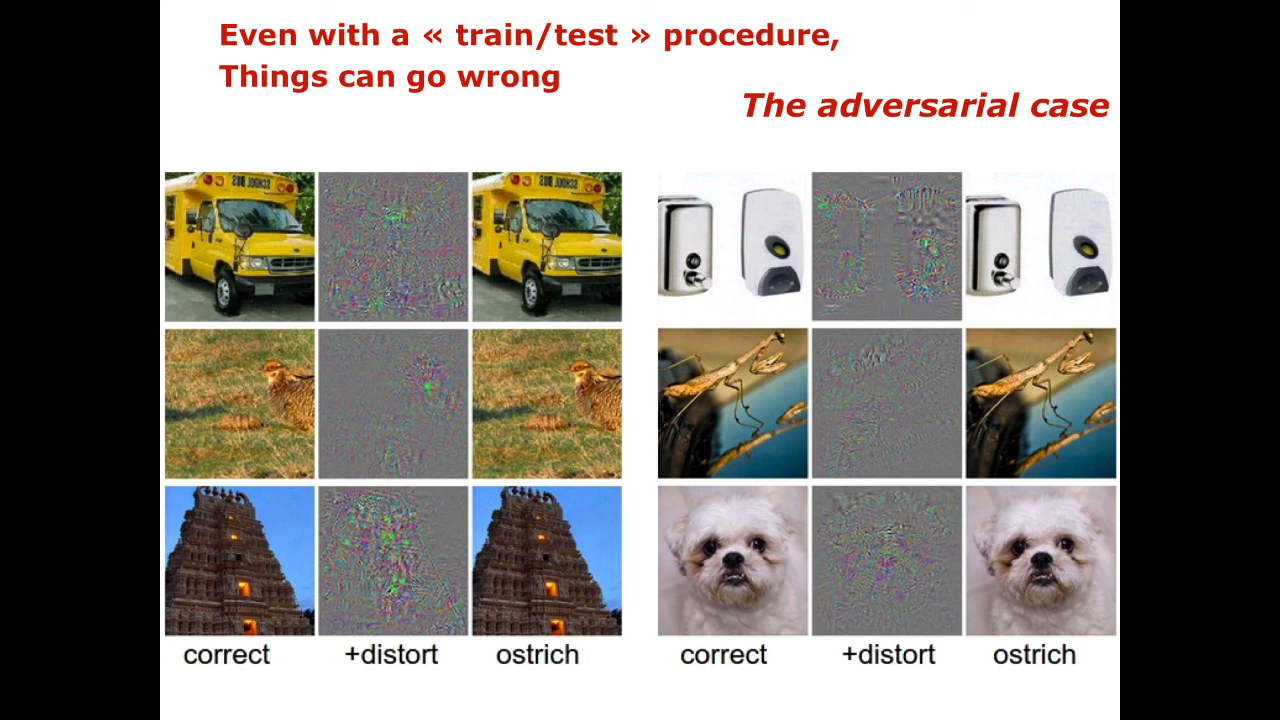 Even with a « train/test » procedure,
Things can go wrong
The adversarial case
correct +distort ostrich correct +distort ostrich